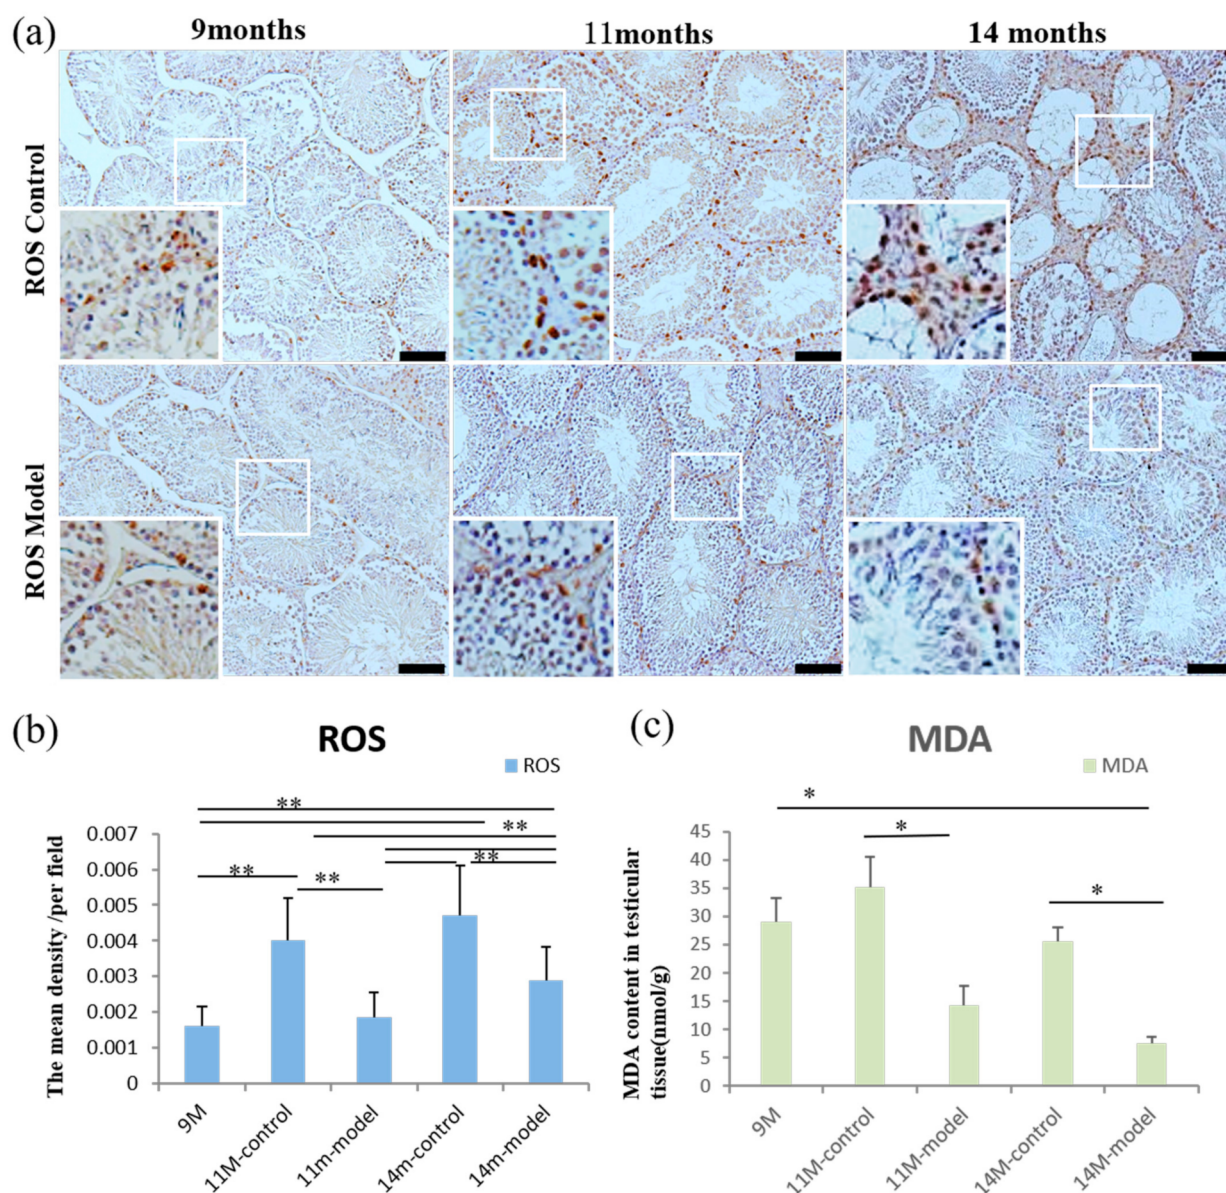 (a)
9months
11months
14 months
ROS Control
ROS Model
(b)
ROS
ROS
The mean density /per field
**
**
**
**
**
0.007
0.006
0.005
0.004
0.003
0.002
0.001
0
9M
11M-control
11m-model
14m-control
14m-model
(c)
MDA
MDA
MDA content in testicular
tissue(nmol/g)
*
*
*
45
40
35
30
25
20
15
10
5
0
9M
11M-control
11M-model
14M-control
14M-model